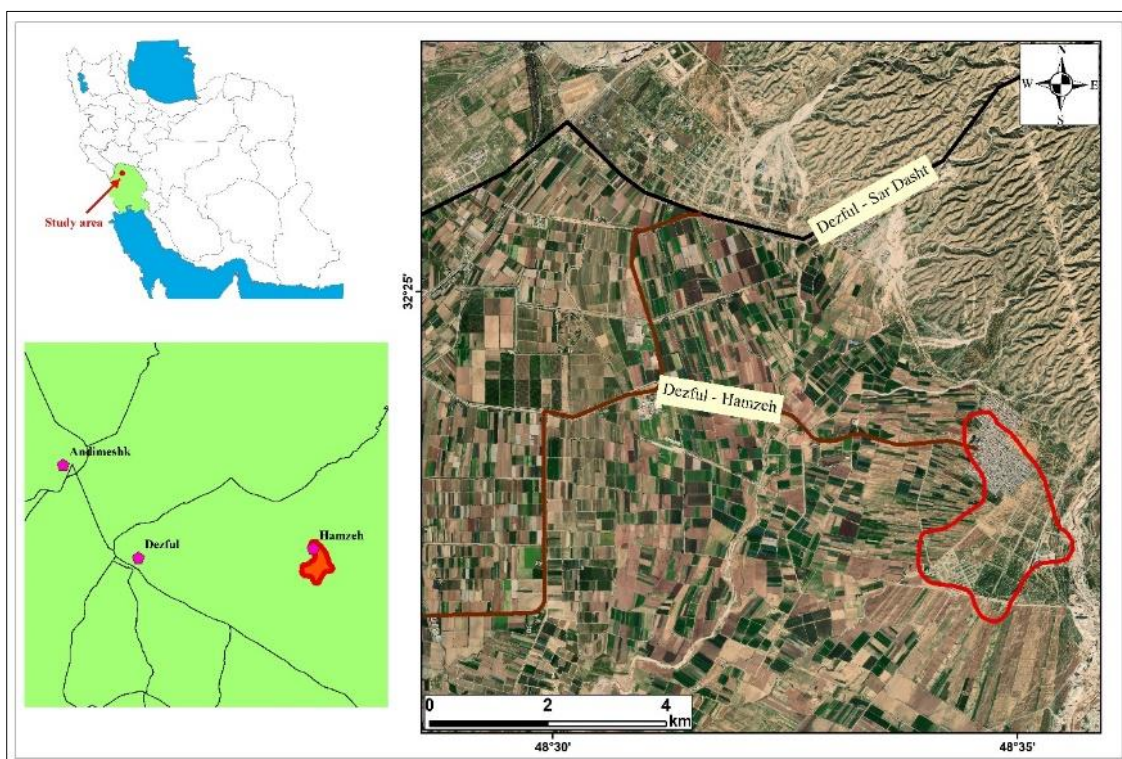 Study area
Andimeshk
Dezful
Hamzeh
N
W
E
S
Dezful - Sar Dasht
Dezful - Hamzeh
32°25'
0 2 4
km
48°30'
48°35'